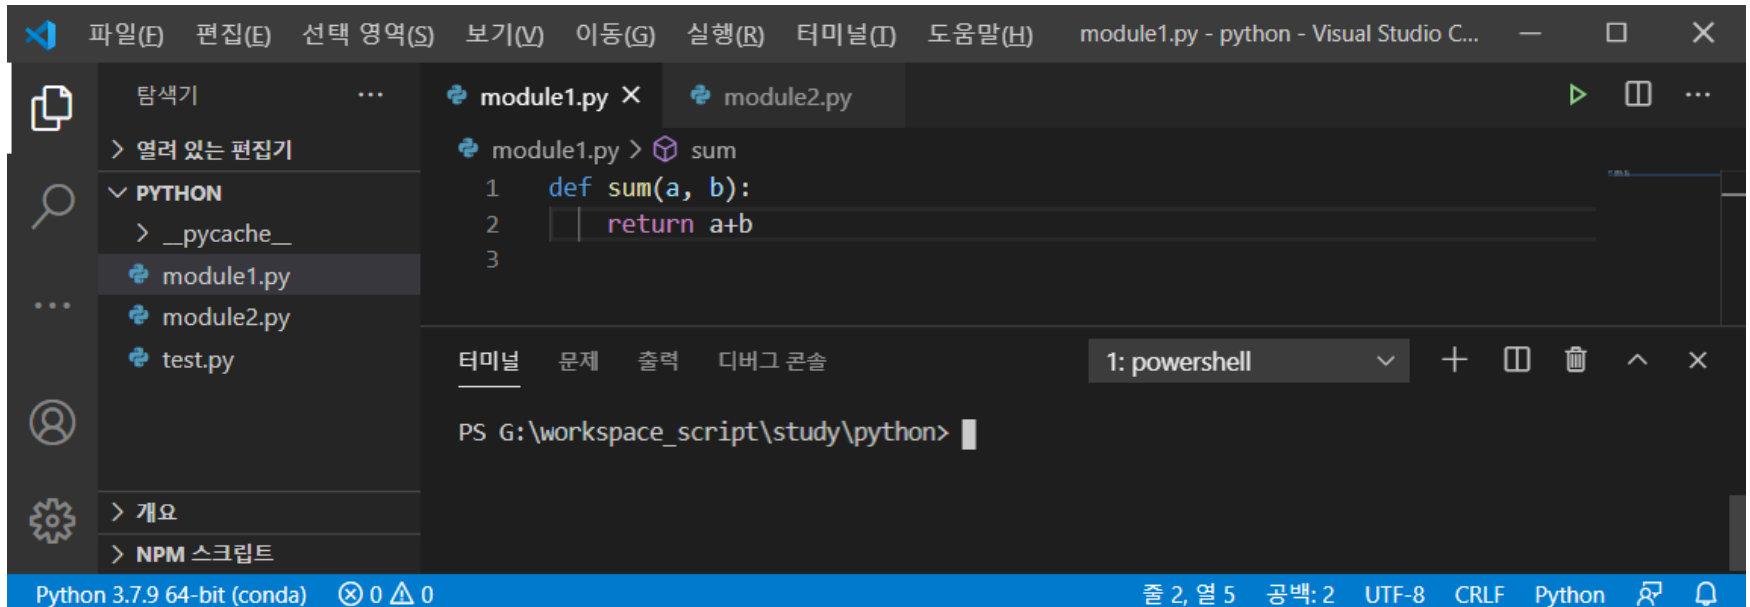 파일(F) 편집(E) 선택 영역(S) 보기(V) 이동(G) 실행(R) 터미널(T) 도움말(H) module1.py - python - Visual Studio C...
탐색기 ...
열려 있는 편집기
PYTHON
__pycache__
module1.py
module2.py
test.py
개요
NPM 스크립트
module1.py module2.py
module1.py > sum
1 def sum(a, b):
2 return a+b
3
터미널 문제 출력 디버그 콘솔 1: powershell
PS G:\workspace_script\study\python>
Python 3.7.9 64-bit (conda) 0 0 줄 2, 열 5 공백: 2 UTF-8 CRLF Python